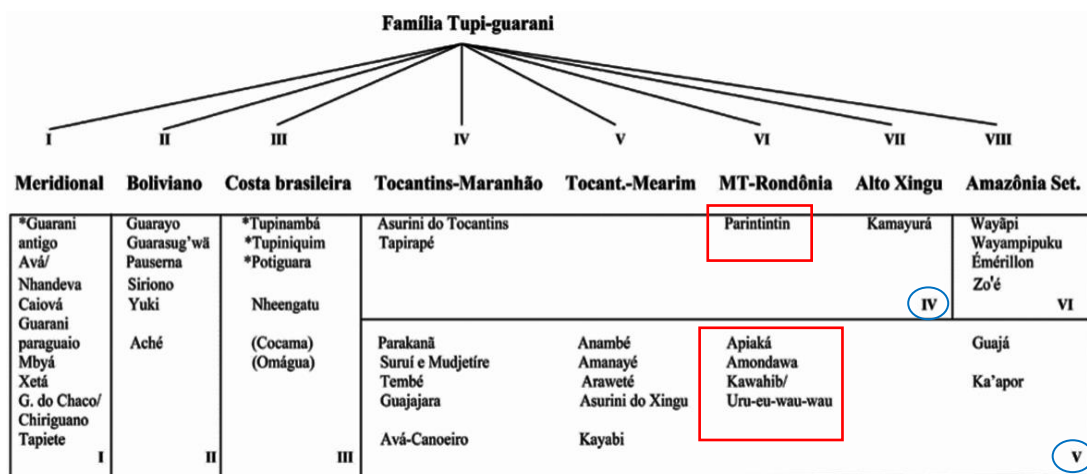 Família Tupi-guarani
I II III IV V VI VII VIII
Meridional Boliviano Costa brasileira Tocantins-Maranhão Tocant.-Mearim MT-Rondônia Alto Xingu Amazônia Set.
*Guarani
antigo
Avá/
Nhandeva
Caiová
Guarani
paraguaio
Mbyá
Xetá
G. do Chaco/
Chiriguano
Tapiete
I
Guarayo
Guarasug'wä
Pauserna
Siriono
Yuki
Aché
II
*Tupinambá
*Tupiniquim
*Potiguara
Nheengatu
(Cocama)
(Omágua)
III
Asurini do Tocantins
Tapirapé
Parintintin
Kamayurá
IV
Wayãpi
Wayampipuku
Émérillon
Zo'é
VI
Parakanã
Suruí e Mudjetíre
Tembé
Guajajara
Avá-Canoeiro
Anambé
Amanayé
Araweté
Asurini do Xingu
Kayabi
Apiaká
Amondawa
Kawahib/
Uru-eu-wau-wau
Guajá
Ka'apor
V